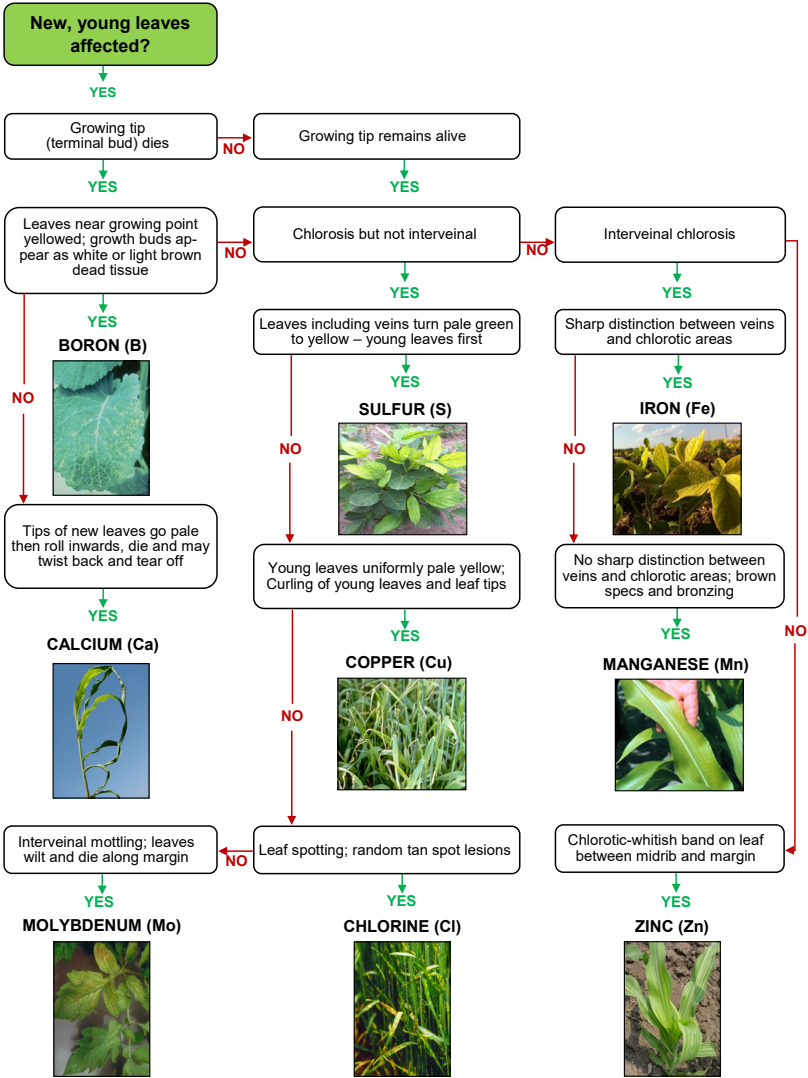 New, young leaves
affected?
YES
Growing tip
(terminal bud) dies
NO
Growing tip remains alive
YES
YES
Leaves near growing point
yellowed; growth buds ap-
pear as white or light brown
dead tissue
NO
Chlorosis but not interveinal
NO
Interveinal chlorosis
YES
YES
YES
BORON (B)
NO
Leaves including veins turn pale green
to yellow – young leaves first
YES
SULFUR (S)
NO
Sharp distinction between veins
and chlorotic areas
YES
IRON (Fe)
NO
Tips of new leaves go pale
then roll inwards, die and may
twist back and tear off
YES
CALCIUM (Ca)
Young leaves uniformly pale yellow;
Curling of young leaves and leaf tips
YES
COPPER (Cu)
NO
No sharp distinction between
veins and chlorotic areas; brown
specs and bronzing
YES
MANGANESE (Mn)
NO
Interveinal mottling; leaves
wilt and die along margin
NO
Leaf spotting; random tan spot lesions
Chlorotic-whitish band on leaf
between midrib and margin
YES
YES
YES
MOLYBDENUM (Mo)
CHLORINE (Cl)
ZINC (Zn)